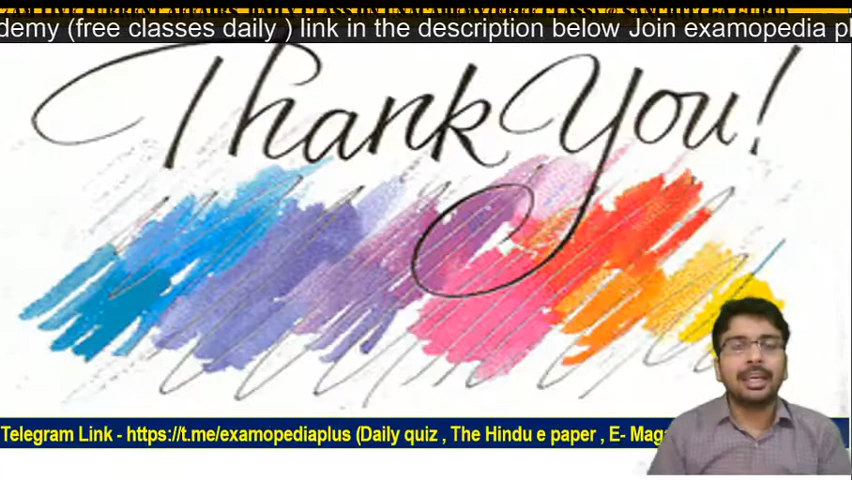 demy (free classes daily ) link in the description below Join examopedia pl
Thank You!
Telegram Link - https://t.me/examopediaplus (Daily quiz , The Hindu e paper , E- Maga